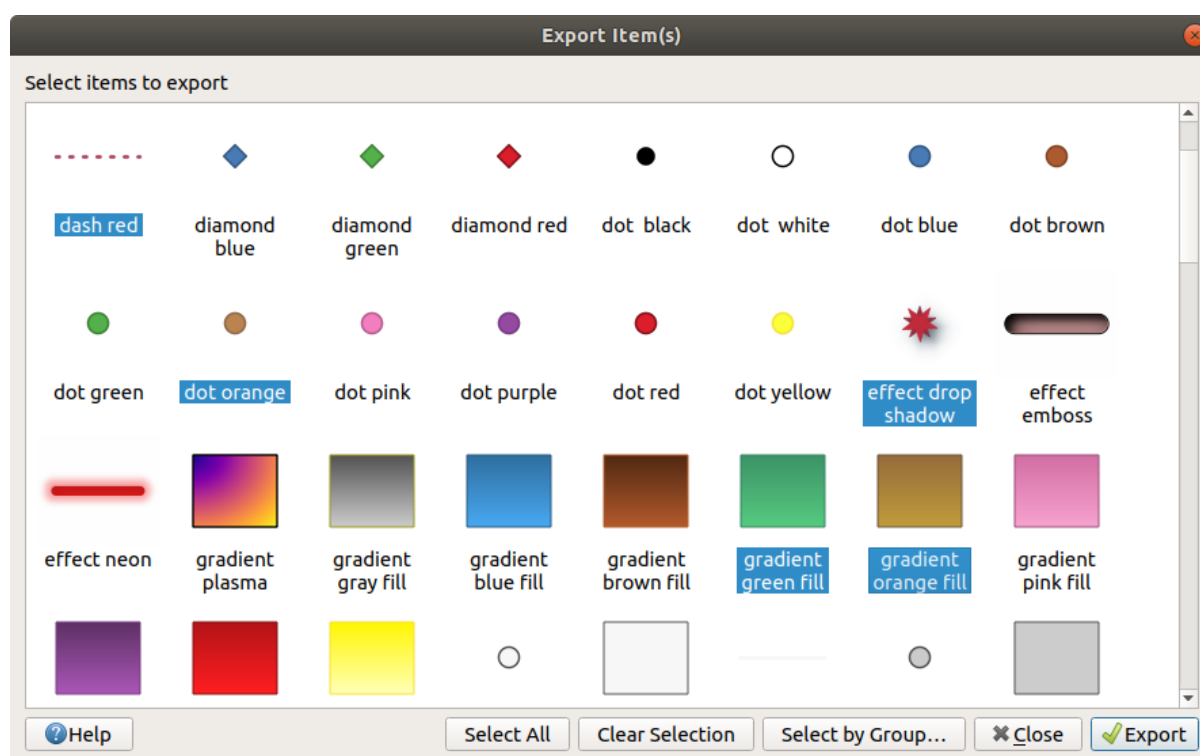 Export Item(s)
Select items to export
dash red
diamond
blue
diamond
green
diamond red
dot  black
dot  white
dot blue
dot brown
dot green
dot orange
dot pink
dot purple
dot red
dot yellow
effect drop
shadow
effect
emboss
effect neon
gradient
plasma
gradient
gray fill
gradient
blue fill
gradient
brown fill
gradient
green fill
gradient
orange fill
gradient
pink fill
Help
Select All
Clear Selection
Select by Group...
Close
Export